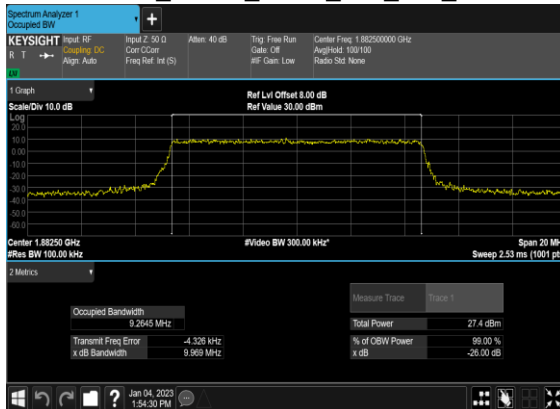 Spectrum Analyzer 1
Occupied BW
KEYSIGHT
R T
Input: RF
Coupling: DC
Align: Auto
Input Z: 50 Ω
Corr CCorr
Freq Ref: Int (S)
Atten: 40 dB
Trig: Free Run
Gate: Off
#IF Gain: Low
Center Freq: 1.882500000 GHz
Avg|Hold: 100/100
Radio Std: None
1 Graph
Scale/Div 10.0 dB
Ref Lvl Offset 8.00 dB
Ref Value 30.00 dBm
Log
20.0
10.0
0.00
-10.0
-20.0
-30.0
-40.0
-50.0
-60.0
Center 1.88250 GHz
#Res BW 100.00 kHz
#Video BW 300.00 kHz*
Span 20 MH
Sweep 2.53 ms (1001 pt
2 Metrics
Measure Trace Trace 1
Occupied Bandwidth
9.2645 MHz
Total Power 27.4 dBm
Transmit Freq Error -4.326 kHz
% of OBW Power 99.00 %
x dB Bandwidth 9.969 MHz
x dB -26.00 dB
Jan 04, 2023
1:54:30 PM